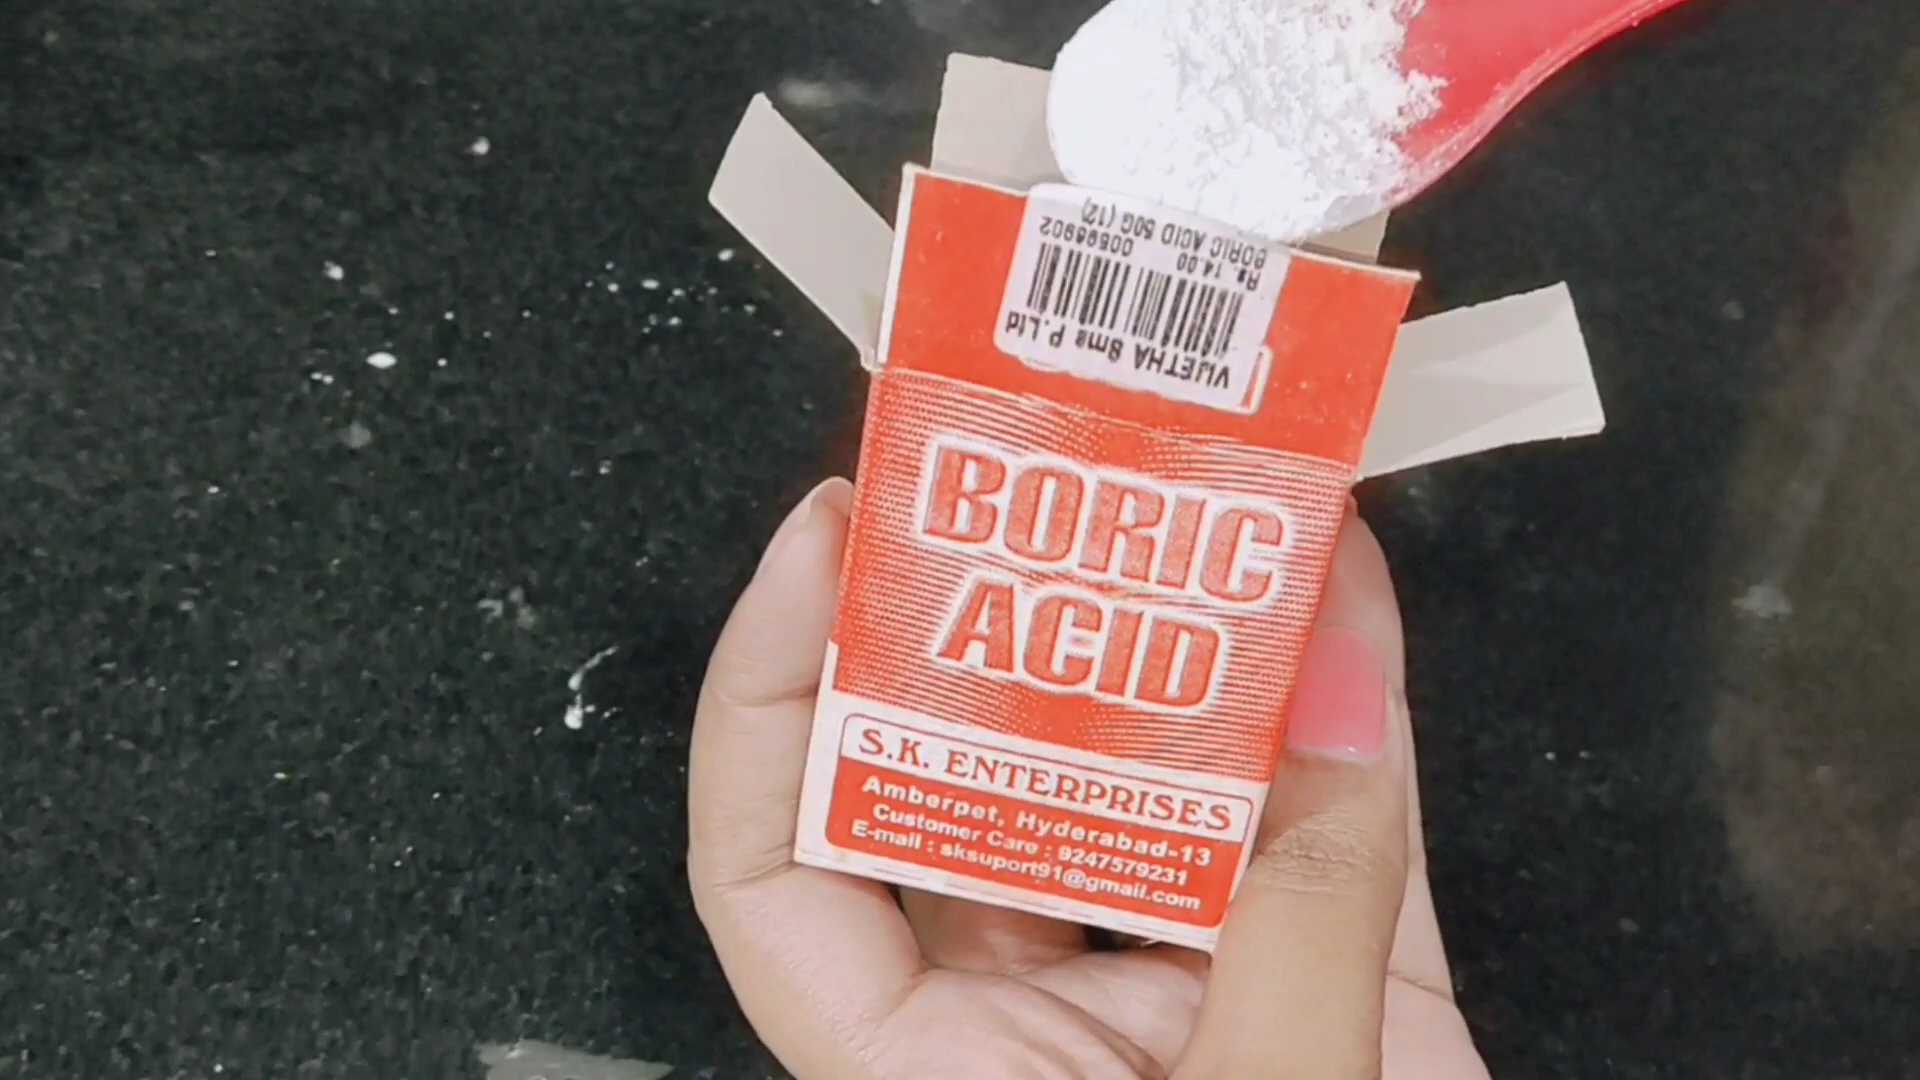 VIJETHA Sms P.Ltd
Rs. 14.00
00595902
BORIC ACID 50G (12)
BORIC
ACID
S.K. ENTERPRISES
Amberpet, Hyderabad-13
Customer Care : 9247579231
E-mail : sksuport91@gmail.com